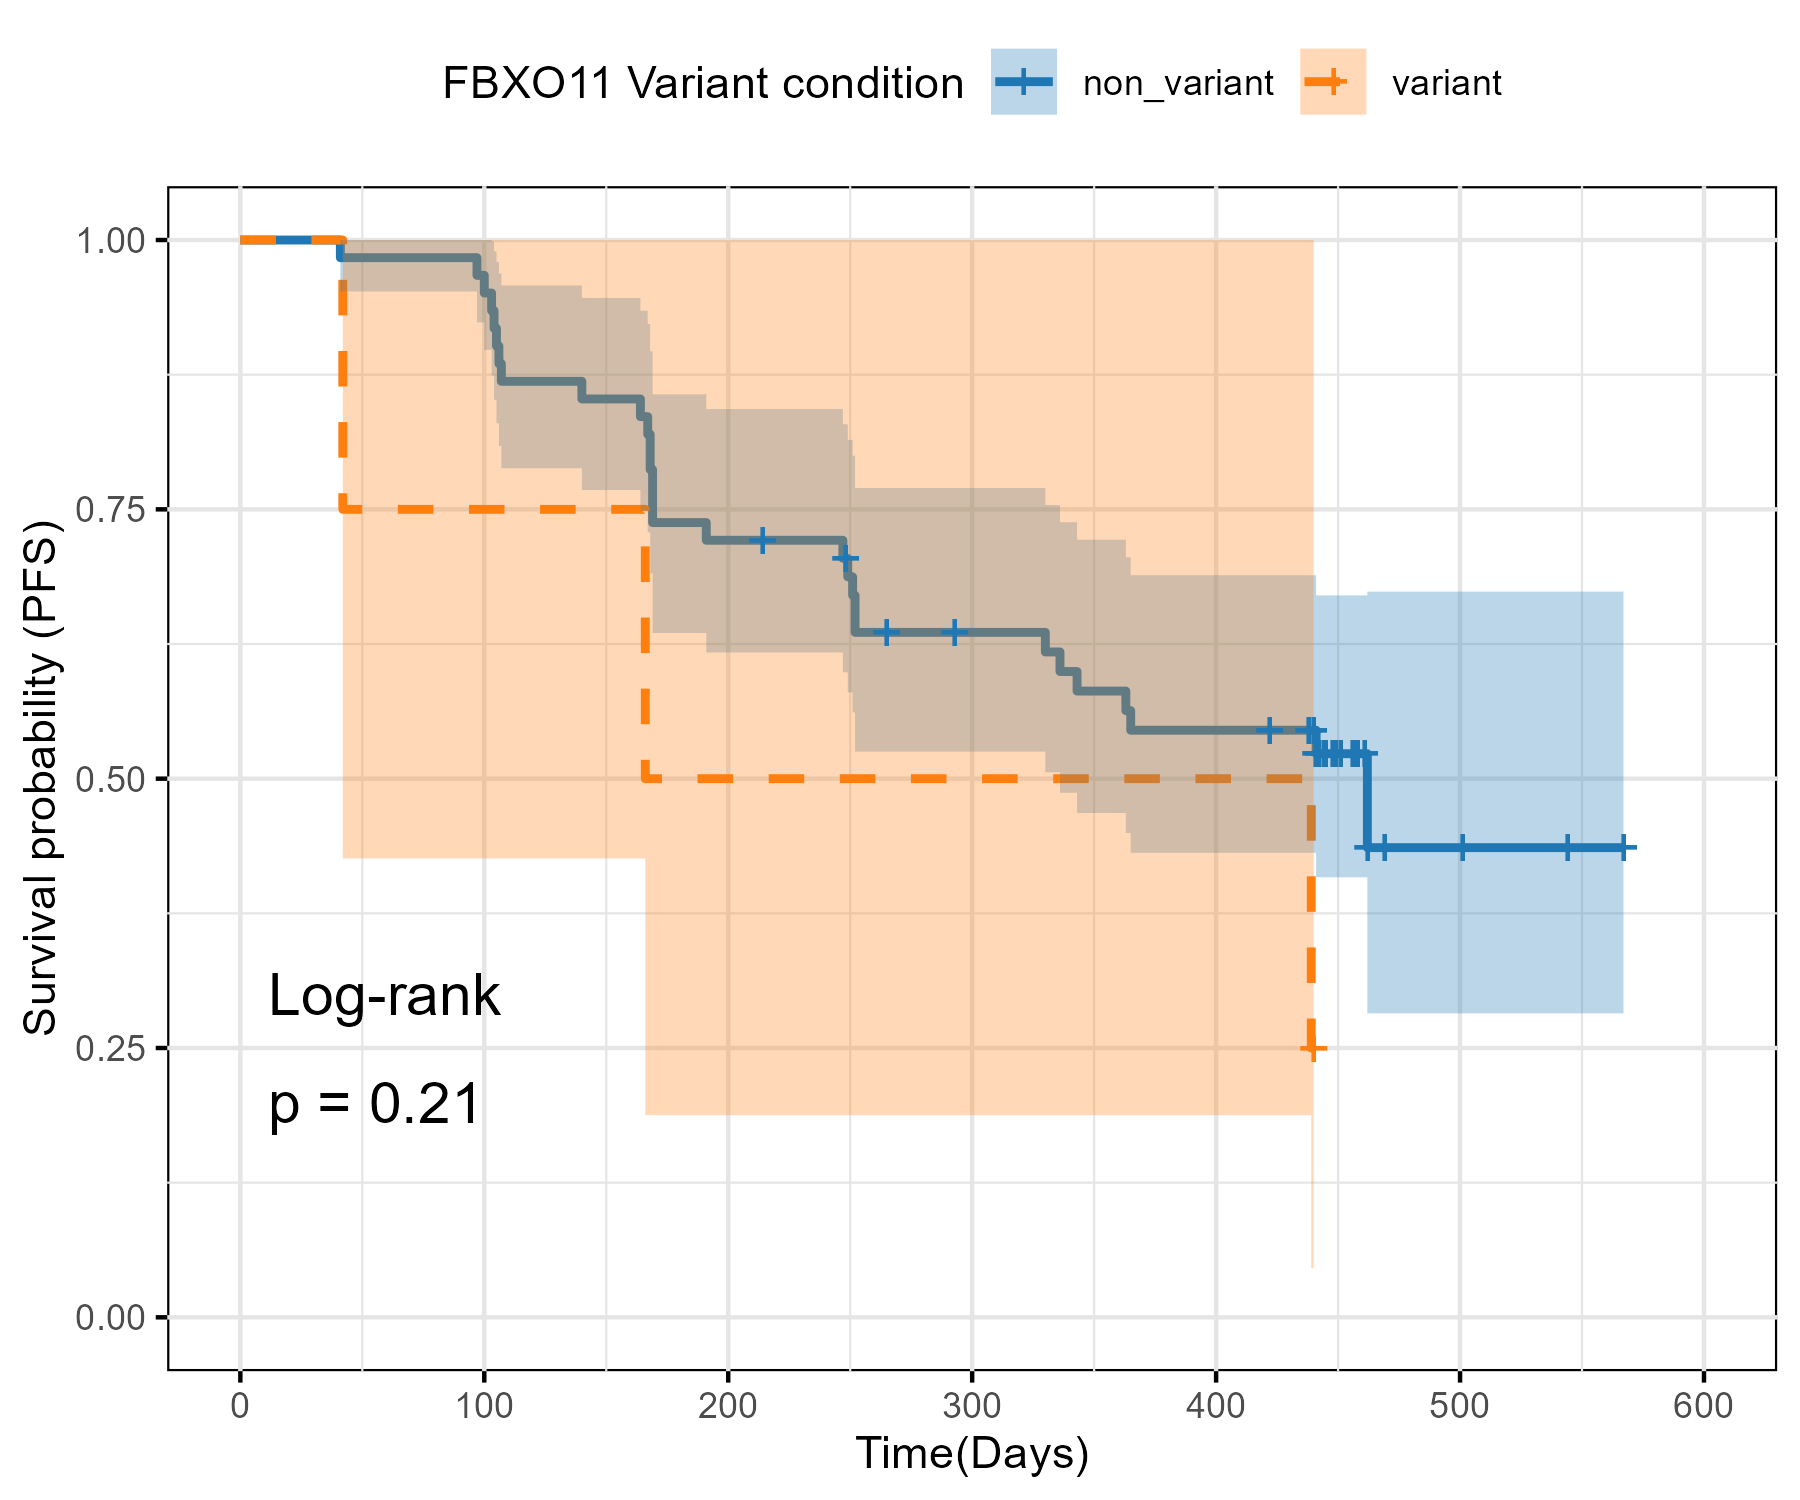 FBXO11 Variant condition non_variant variant
1.00
0.75
0.50
0.25
0.00
Survival probability (PFS)
Log-rank
p = 0.21
0 100 200 300 400 500 600
Time(Days)